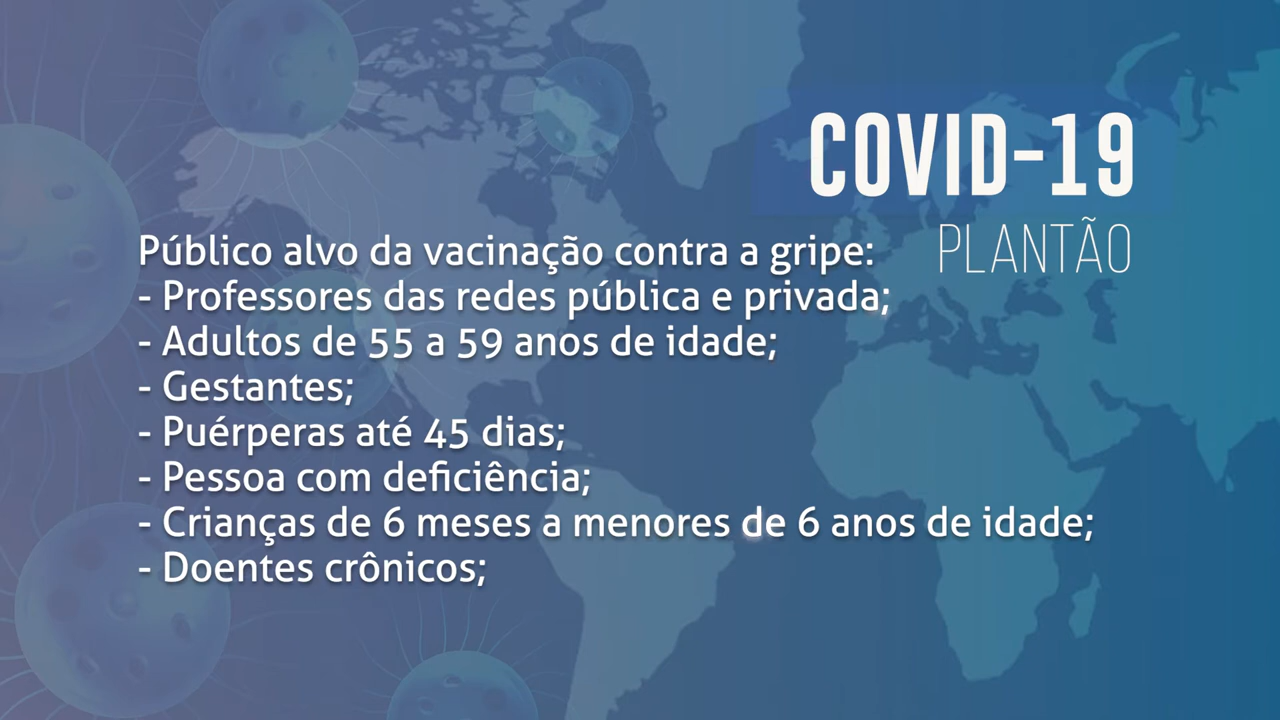 COVID-19
PLANTÃO
Público alvo da vacinação contra a gripe:
- Professores das redes pública e privada;
- Adultos de 55 a 59 anos de idade;
- Gestantes;
- Puérperas até 45 dias;
- Pessoa com deficiência;
- Crianças de 6 meses a menores de 6 anos de idade;
- Doentes crônicos;